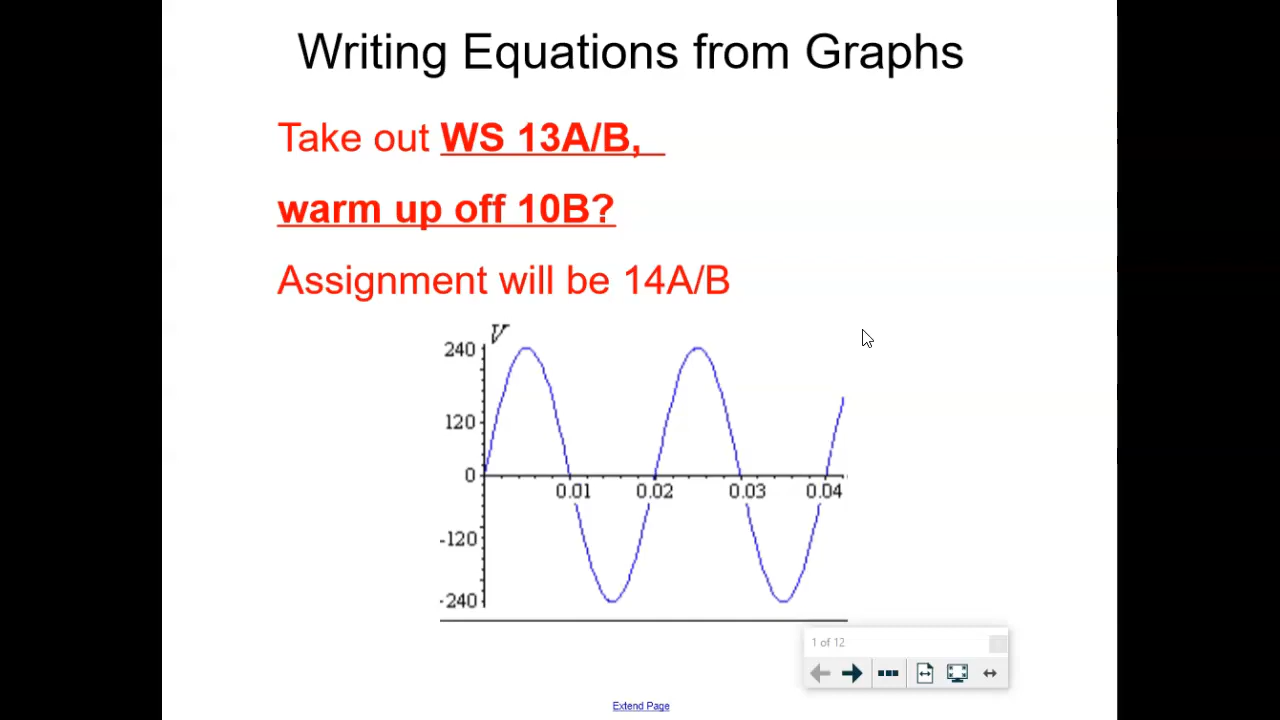 Writing Equations from Graphs
Take out WS 13A/B,
warm up off 10B?
Assignment will be 14A/B
V
240
120
0
0.01 0.02 0.03 0.04
-120
-240
1 of 12
Extend Page